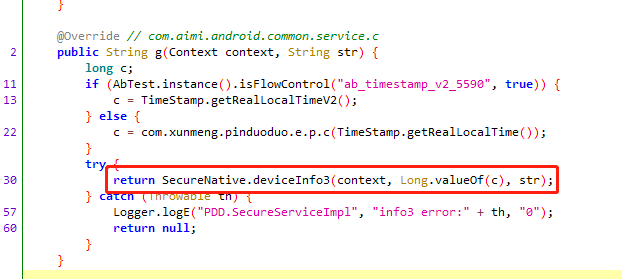 }
@Override // com.aimi.android.common.service.c
2 public String g(Context context, String str) {
long c;
11 if (AbTest.instance().isFlowControl("ab_timestamp_v2_5590", true)) {
13 c = TimeStamp.getRealLocalTimeV2();
} else {
22 c = com.xunmeng.pinduoduo.e.p.c(TimeStamp.getRealLocalTime());
}
try {
30 return SecureNative.deviceInfo3(context, Long.valueOf(c), str);
} catch (Throwable th) {
57 Logger.logE("PDD.SecureServiceImpl", "info3 error:" + th, "0");
60 return null;
}
}